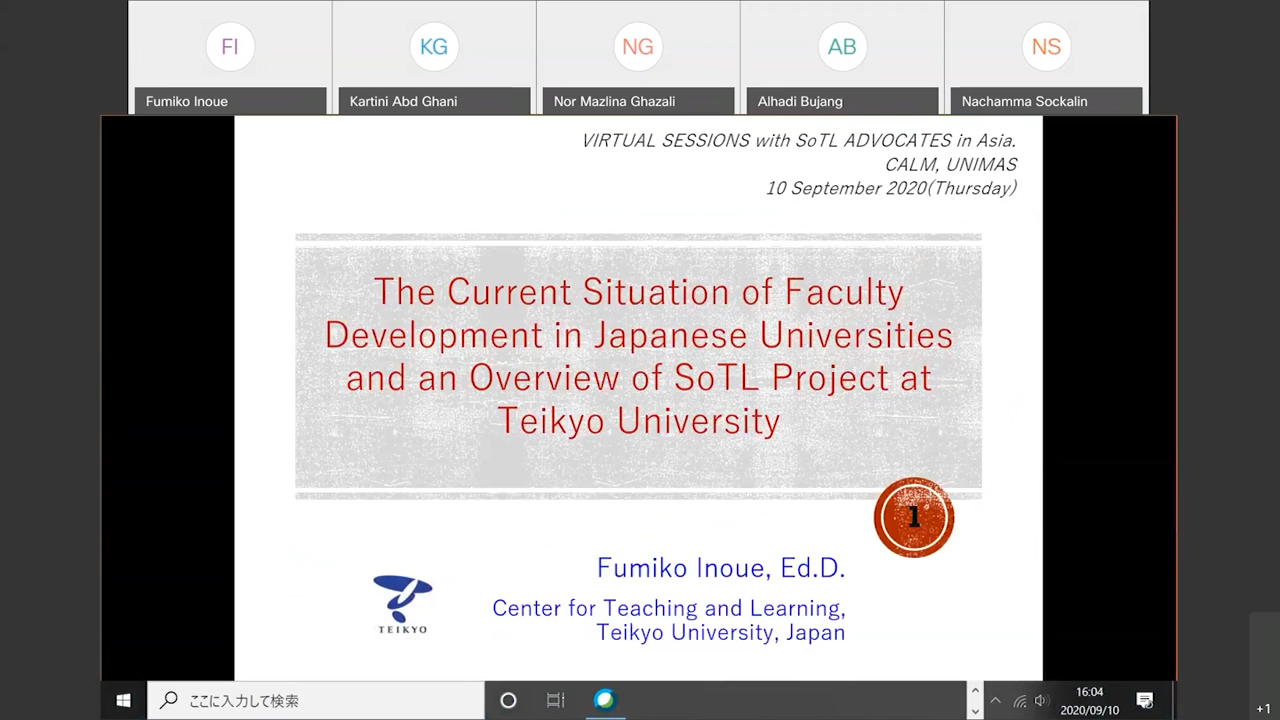 FI
KG
NG
AB
NS
Fumiko Inoue
Kartini Abd Ghani
Nor Mazlina Ghazali
Alhadi Bujang
Nachamma Sockalin
VIRTUAL SESSIONS with SoTL ADVOCATES in Asia.
CALM, UNIMAS
10 September 2020(Thursday)
The Current Situation of Faculty
Development in Japanese Universities
and an Overview of SoTL Project at
Teikyo University
1
Fumiko Inoue, Ed.D.
Center for Teaching and Learning,
Teikyo University, Japan
TEIKYO
ここに入力して検索
16:04
2020/09/10
+1